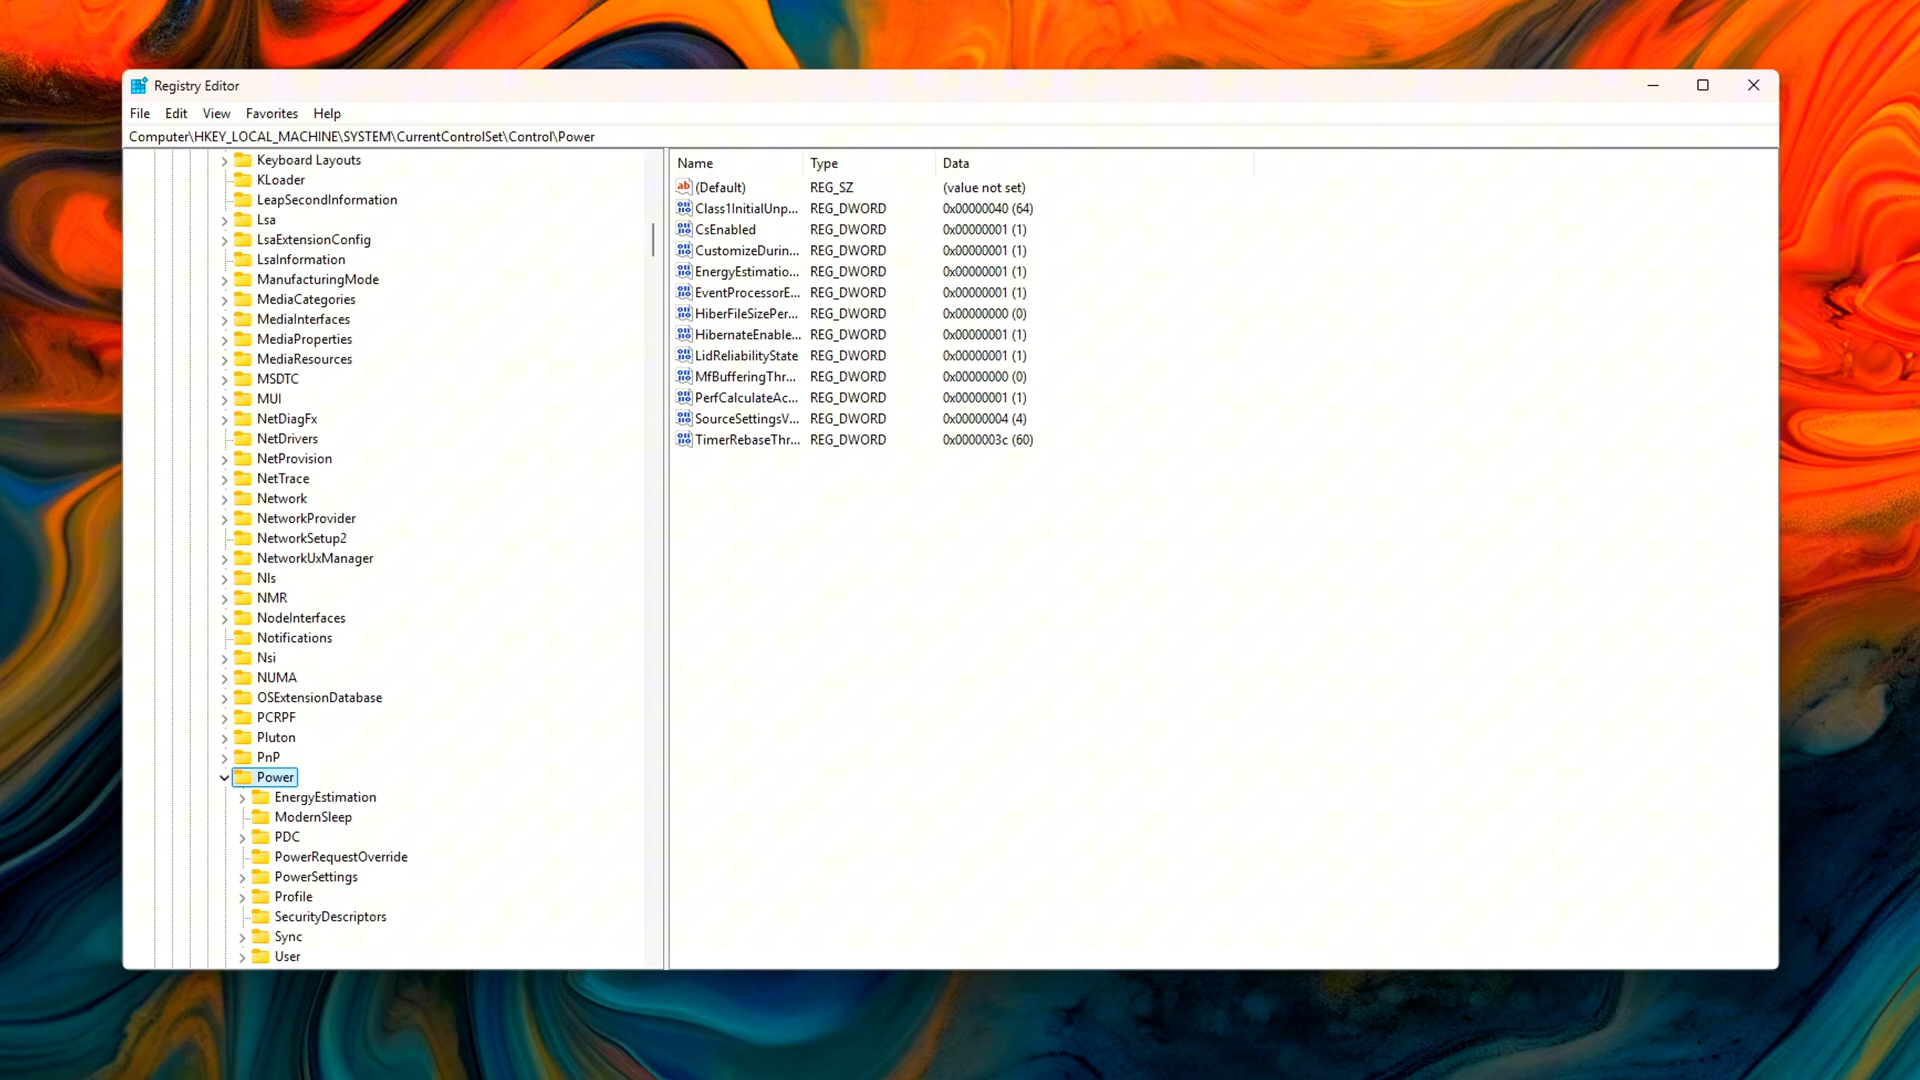 Registry Editor
File Edit View Favorites Help
Computer\HKEY_LOCAL_MACHINE\SYSTEM\CurrentControlSet\Control\Power
Keyboard Layouts
KLoader
LeapSecondInformation
Lsa
LsaExtensionConfig
LsaInformation
ManufacturingMode
MediaCategories
MediaInterfaces
MediaProperties
MediaResources
MSDTC
MUI
NetDiagFx
NetDrivers
NetProvision
NetTrace
Network
NetworkProvider
NetworkSetup2
NetworkUxManager
Nls
NMR
NodeInterfaces
Notifications
Nsi
NUMA
OSExtensionDatabase
PCRPF
Pluton
PnP
Power
EnergyEstimation
ModernSleep
PDC
PowerRequestOverride
PowerSettings
Profile
SecurityDescriptors
Sync
User
Name Type Data
(Default) REG_SZ (value not set)
Class1InitialUnp... REG_DWORD 0x00000040 (64)
CsEnabled REG_DWORD 0x00000001 (1)
CustomizeDurin... REG_DWORD 0x00000001 (1)
EnergyEstimatio... REG_DWORD 0x00000001 (1)
EventProcessorE... REG_DWORD 0x00000001 (1)
HiberFileSizePer... REG_DWORD 0x00000000 (0)
HibernateEnable... REG_DWORD 0x00000001 (1)
LidReliabilityState REG_DWORD 0x00000001 (1)
MfBufferingThr... REG_DWORD 0x00000000 (0)
PerfCalculateAc... REG_DWORD 0x00000001 (1)
SourceSettingsV... REG_DWORD 0x00000004 (4)
TimerRebaseThr... REG_DWORD 0x0000003c (60)